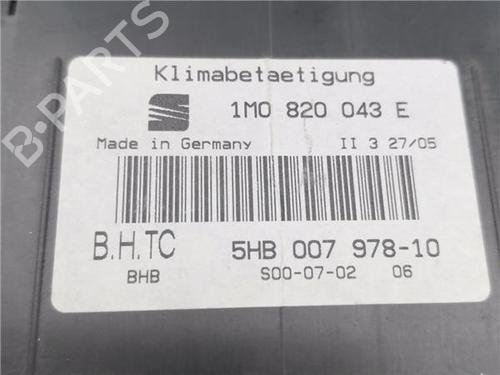 Klimabetaetigung
1M0 820 043 E
Made in Germany II 3 27/05
B.H.TC 5HB 007 978-10
BHB S00-07-02 06
B-PARTS